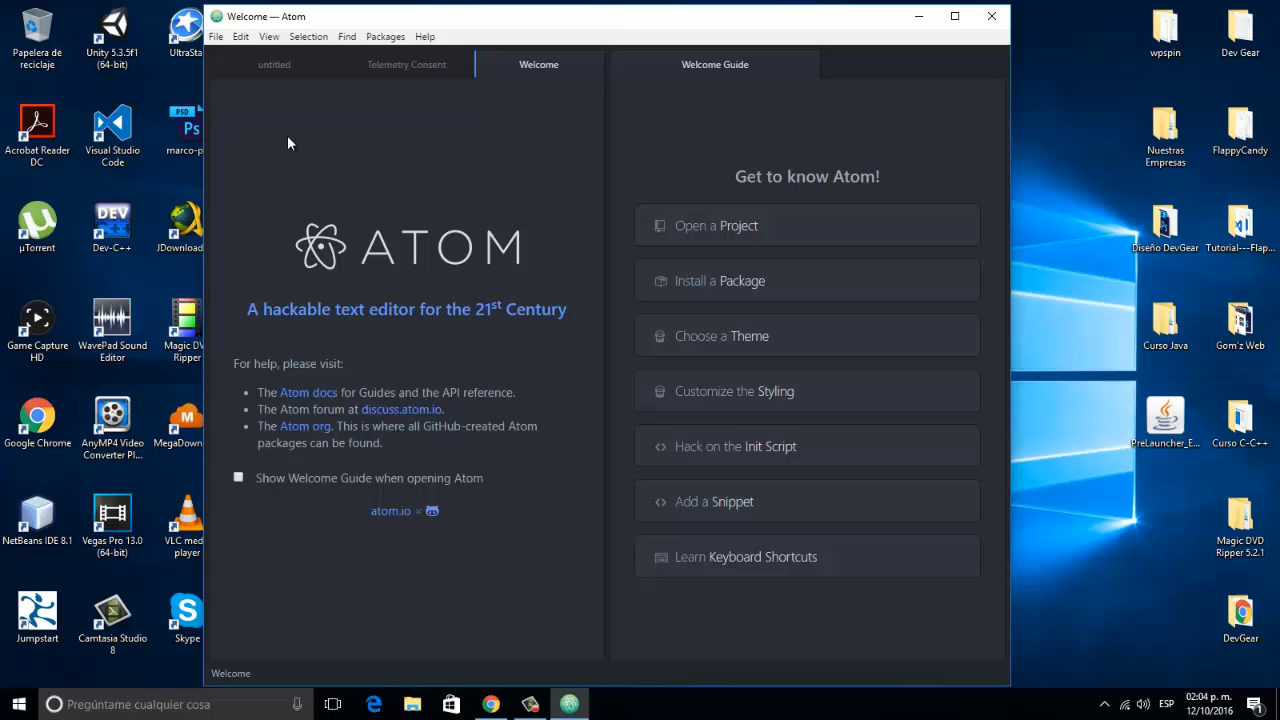 Welcome — Atom
File Edit View Selection Find Packages Help
untitled
Telemetry Consent
Welcome
Welcome Guide
ATOM
A hackable text editor for the 21st Century
For help, please visit:
The Atom docs for Guides and the API reference.
The Atom forum at discuss.atom.io.
The Atom org. This is where all GitHub-created Atom
packages can be found.
Show Welcome Guide when opening Atom
atom.io ×
Get to know Atom!
Open a Project
Install a Package
Choose a Theme
Customize the Styling
Hack on the Init Script
Add a Snippet
Learn Keyboard Shortcuts
Welcome
Papelera de
reciclaje
Unity 5.3.5f1
(64-bit)
UltraSta
Acrobat Reader
DC
Visual Studio
Code
PSD
Ps
marco-p
µTorrent
DEV
Dev-C++
JDownload
Game Capture
HD
WavePad Sound
Editor
Magic DV
Ripper
Google Chrome
AnyMP4 Video
Converter Pl...
MegaDown
NetBeans IDE 8.1
Vegas Pro 13.0
(64-bit)
VLC med
player
Jumpstart
Camtasia Studio
8
Skype
wpspin
Dev Gear
Nuestras
Empresas
FlappyCandy
Diseño DevGear
Tutorial---Flap...
Curso Java
Gom´z Web
PreLauncher_E...
Curso C-C++
Magic DVD
Ripper 5.2.1
DevGear
Pregúntame cualquier cosa
ESP
02:04 p. m.
12/10/2016
1